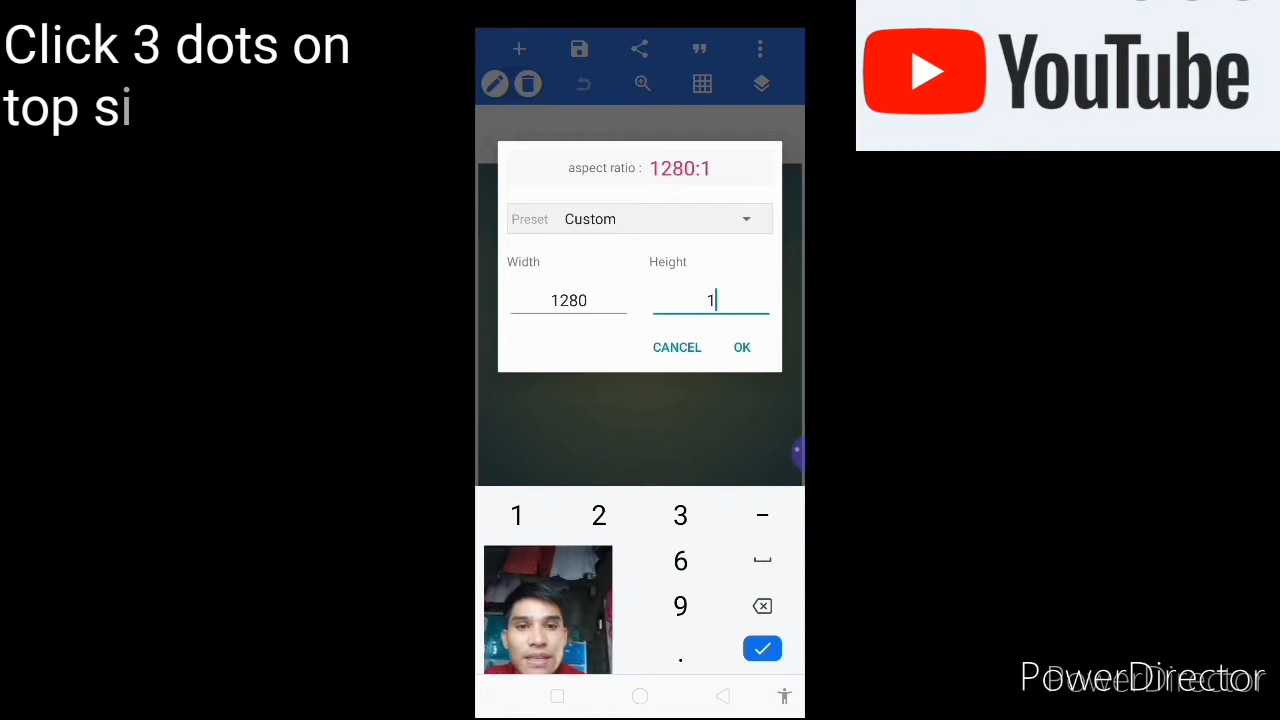 Click 3 dots on
top si
YouTube
aspect ratio : 1280:1
Preset Custom
Width Height
1280 1
CANCEL OK
1 2 3 -
6
9
.
PowerDirector